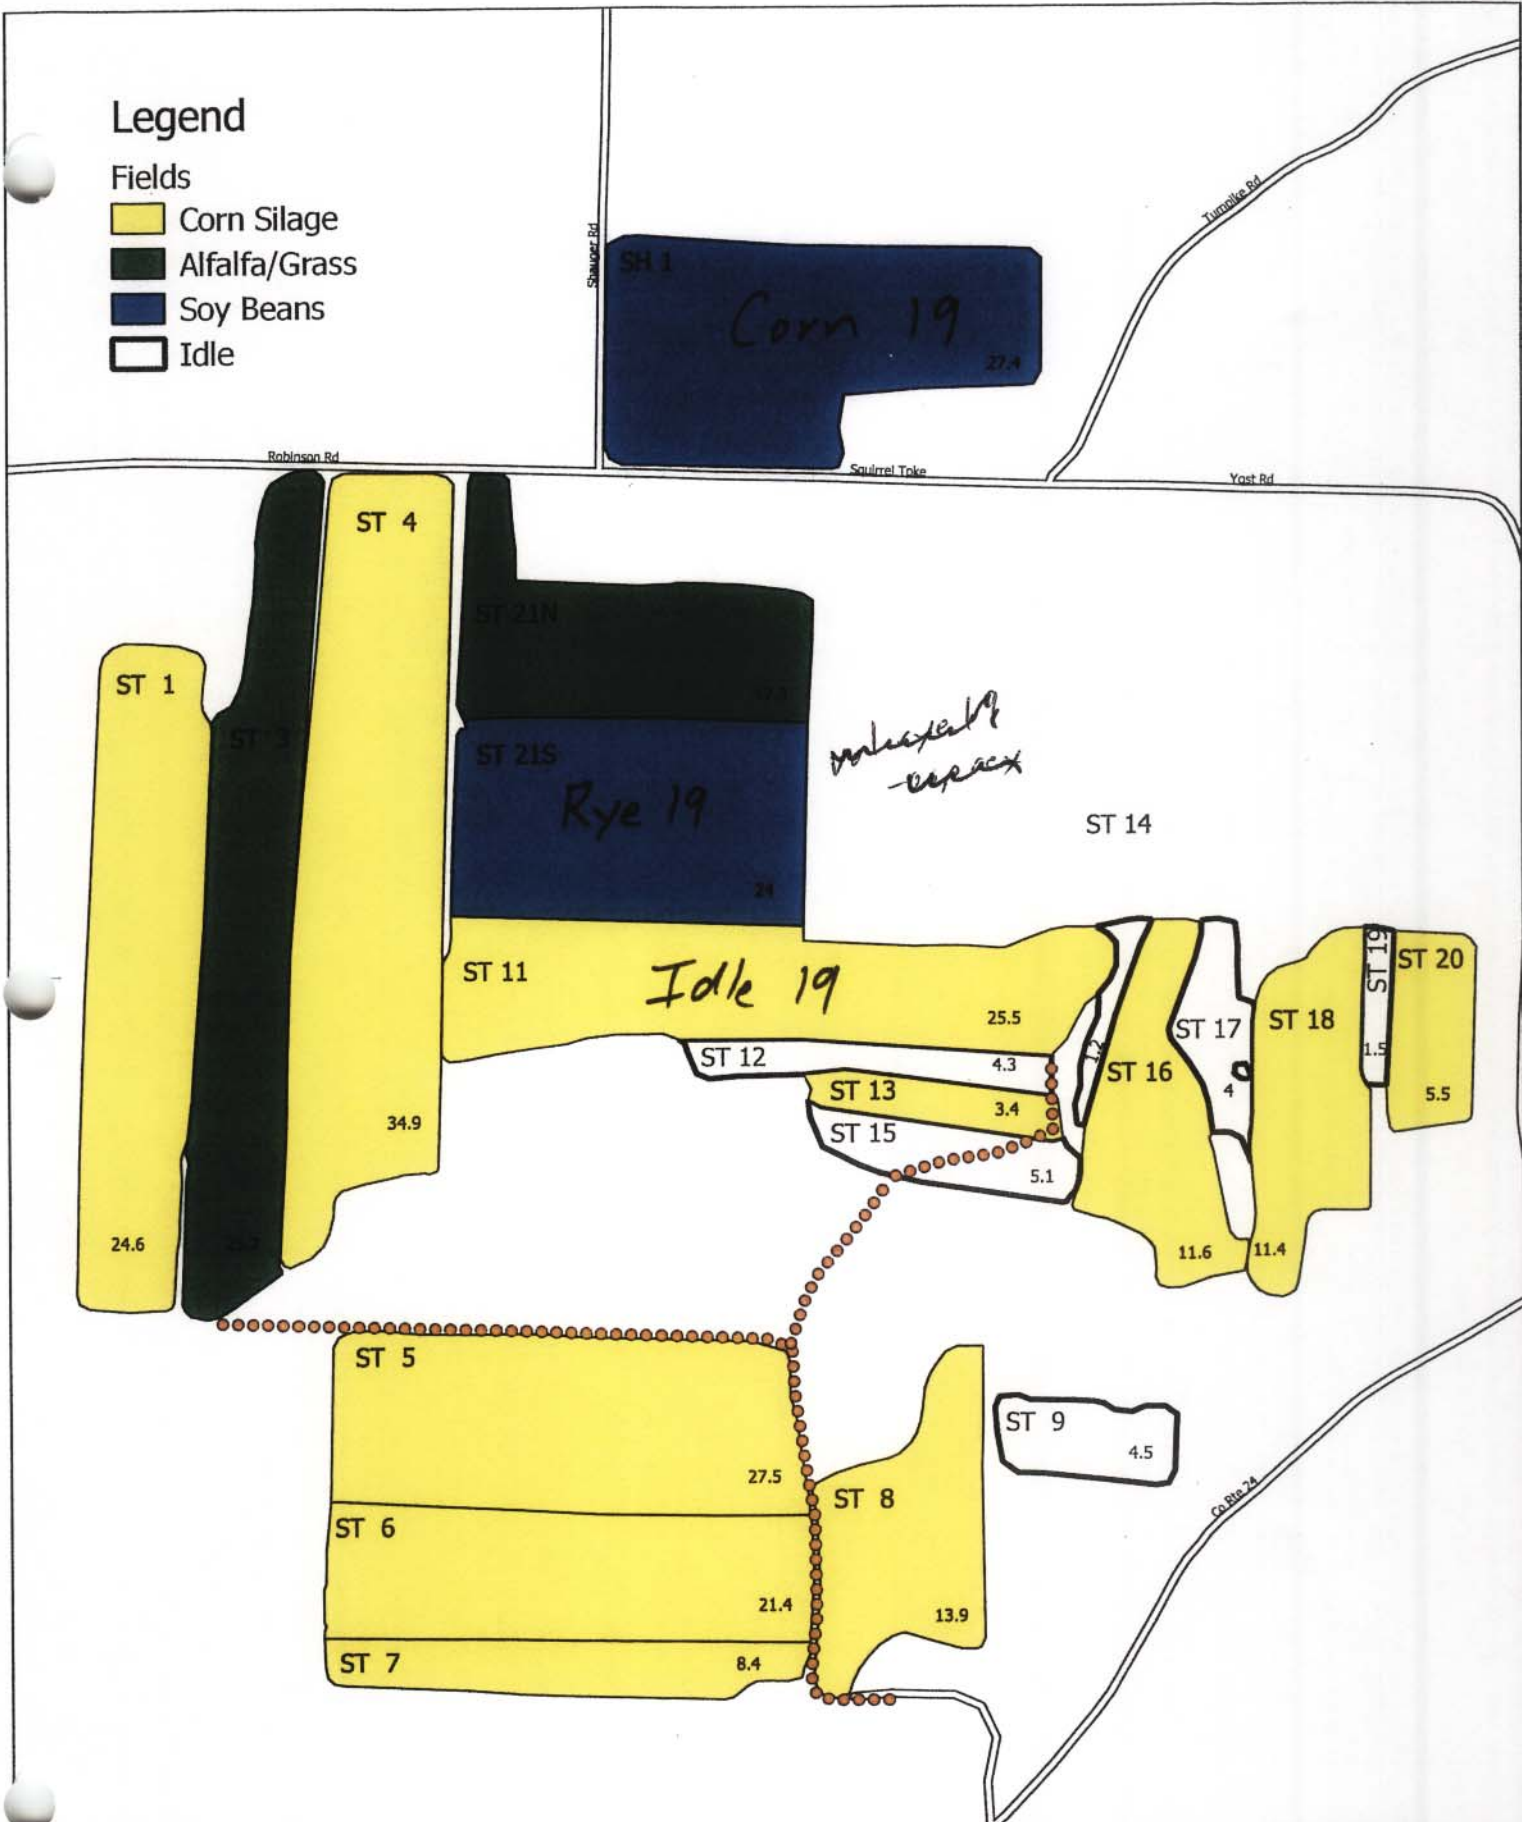 Legend
Fields
Corn Silage
Alfalfa/Grass
Soy Beans
Idle
Shauger Rd
Turnpike Rd
SH 1
Corn 19
27.4
Robinson Rd
Squirrel Tpke
Yost Rd
ST 4
ST 21N
ST 1
ST 3
ST 21S
Rye 19
24
ST 14
ST 11
Idle 19
25.5
ST 19
ST 20
ST 17
ST 18
ST 12
4.3
1.2
ST 16
1.5
4
5.5
ST 13
3.4
34.9
ST 15
5.1
24.6
11.6
11.4
ST 5
27.5
ST 9
4.5
ST 8
ST 6
21.4
13.9
ST 7
8.4
Co Rte 24